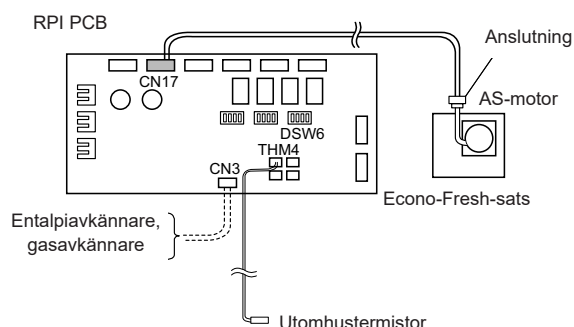 RPI PCB
Anslutning
CN17
AS-motor
DSW6
THM4
CN3
Econo-Fresh-sats
Entalpiavkännare,
gasavkännare
Utomhustermistor